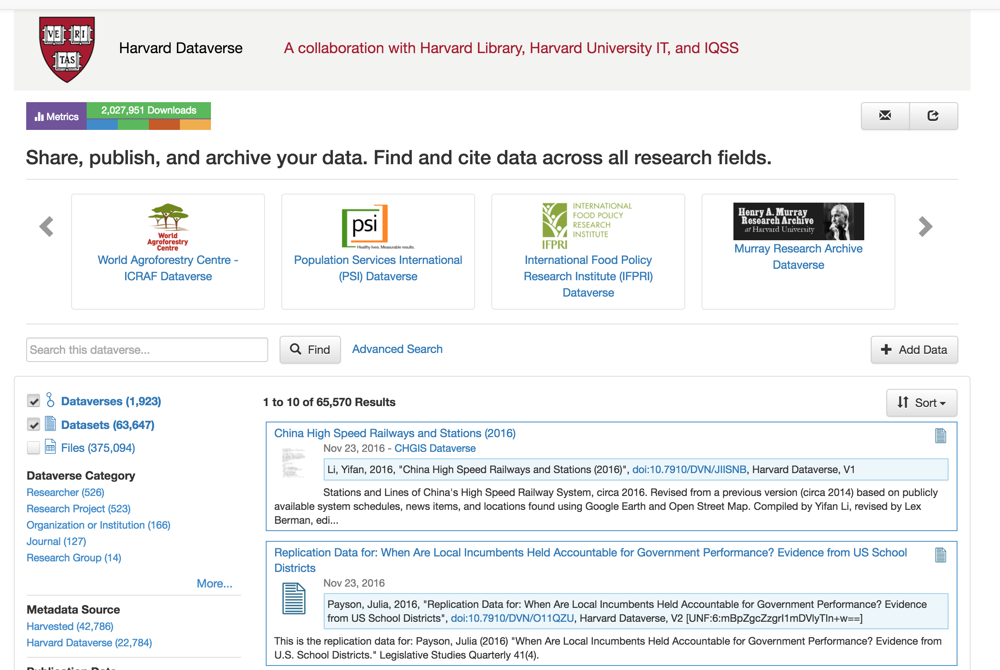 VE RI
TAS
Harvard Dataverse
A collaboration with Harvard Library, Harvard University IT, and IQSS
Metrics
2,027,951 Downloads
Share, publish, and archive your data. Find and cite data across all research fields.
World
Agroforestry
Centre
World Agroforestry Centre -
ICRAF Dataverse
psi
Healthy lives. Measurable results.
Population Services International
(PSI) Dataverse
INTERNATIONAL
FOOD POLICY
RESEARCH
INSTITUTE
IFPRI
International Food Policy
Research Institute (IFPRI)
Dataverse
Henry A. Murray
Research Archive
at Harvard University
Murray Research Archive
Dataverse
Search this dataverse...
Find
Advanced Search
Add Data
Dataverses (1,923)
Datasets (63,647)
Files (375,094)
Dataverse Category
Researcher (526)
Research Project (523)
Organization or Institution (166)
Journal (127)
Research Group (14)
More...
Metadata Source
Harvested (42,786)
Harvard Dataverse (22,784)
Publication Date
1 to 10 of 65,570 Results
Sort
China High Speed Railways and Stations (2016)
Nov 23, 2016 - CHGIS Dataverse
Li, Yifan, 2016, "China High Speed Railways and Stations (2016)", doi:10.7910/DVN/JIISNB, Harvard Dataverse, V1
Stations and Lines of China's High Speed Railway System, circa 2016. Revised from a previous version (circa 2014) based on publicly
available system schedules, news items, and locations found using Google Earth and Open Street Map. Compiled by Yifan Li, revised by Lex
Berman, edi...
Replication Data for: When Are Local Incumbents Held Accountable for Government Performance? Evidence from US School
Districts
Nov 23, 2016
Payson, Julia, 2016, "Replication Data for: When Are Local Incumbents Held Accountable for Government Performance? Evidence
from US School Districts", doi:10.7910/DVN/O11QZU, Harvard Dataverse, V2 [UNF:6:mBpZgcZzgrI1mDVlyTIn+w==]
This is the replication data for: Payson, Julia (2016) "When Are Local Incumbents Held Accountable for Government Performance? Evidence from
U.S. School Districts." Legislative Studies Quarterly 41(4).